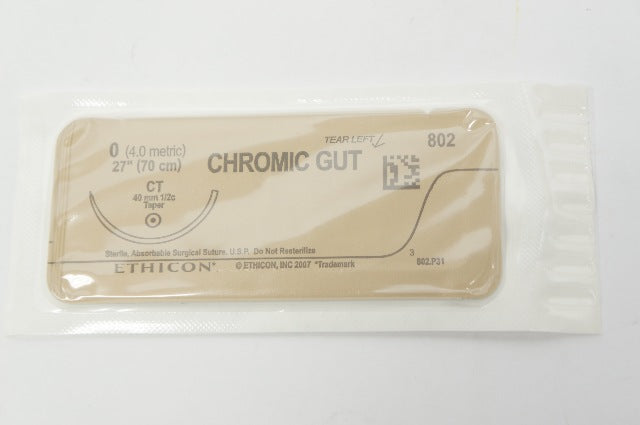 TEAR LEFT
0 (4.0 metric)
27" (70 cm)
CHROMIC GUT
802
CT
40 mm 1/2c
Taper
Sterile, Absorbable Surgical Suture. U.S.P. Do Not Resterilize
ETHICON* © ETHICON, INC 2007 *Trademark
3
802.P31